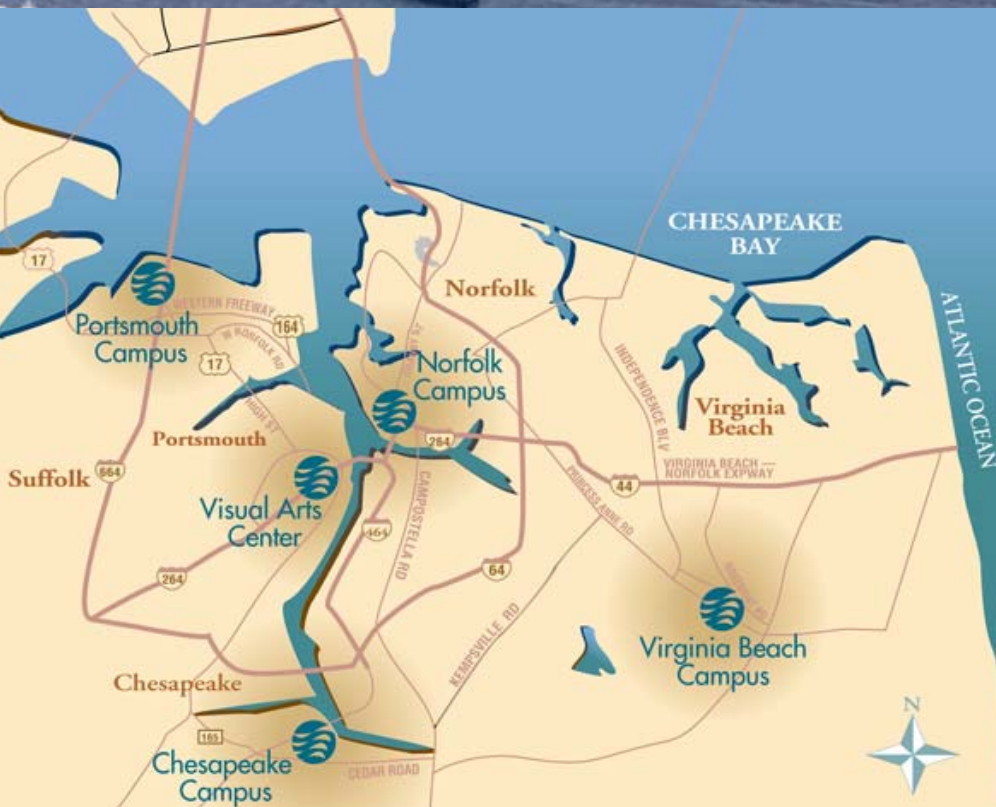 CHESAPEAKE
BAY
ATLANTIC OCEAN
17
Norfolk
Portsmouth
Campus
WESTERN FREEWAY
164
W NORFOLK RD
17
Norfolk
Campus
INDEPENDENCE BLV
HIGH ST
Virginia
Beach
Portsmouth
264
Suffolk
664
VIRGINIA BEACH —
NORFOLK EXPWAY
44
PRINCESS ANNE RD
Visual Arts
Center
CAMPOSTELLA RD
464
264
64
KEMPSVILLE RD
Virginia Beach
Campus
Chesapeake
N
165
Chesapeake
Campus
CEDAR ROAD